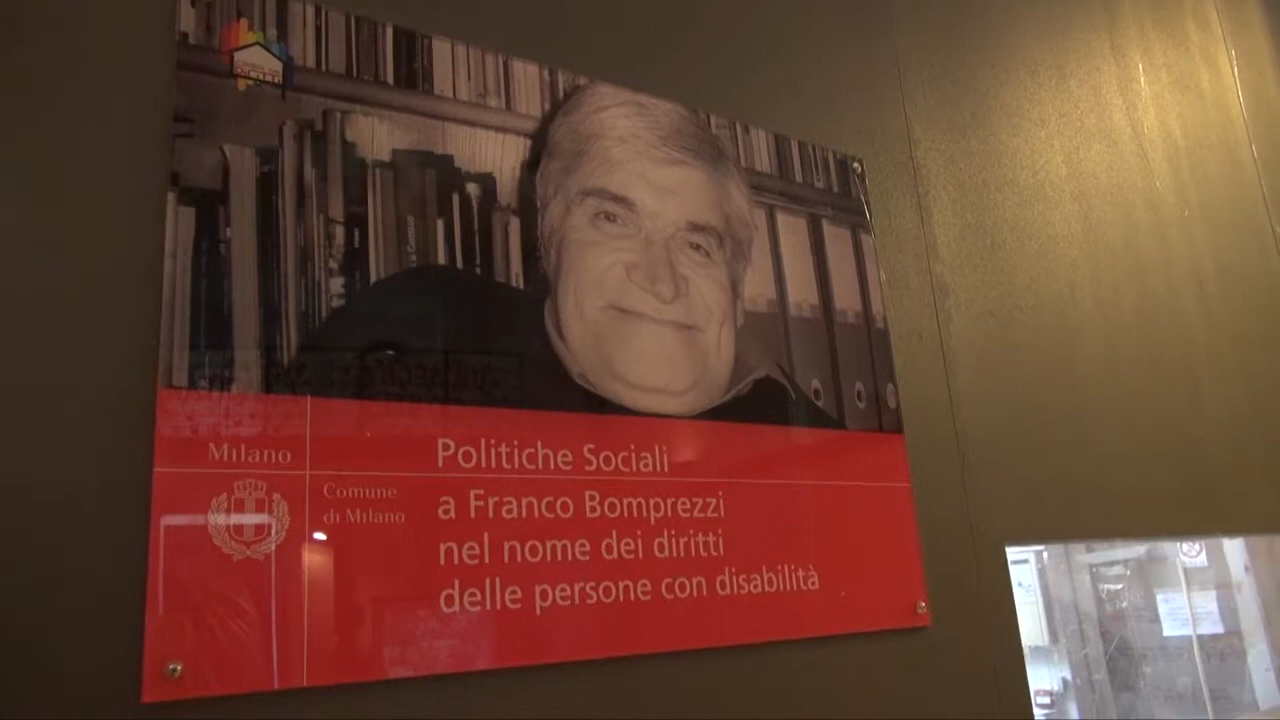 Milano
Comune
di Milano
Politiche Sociali
a Franco Bomprezzi
nel nome dei diritti
delle persone con disabilità